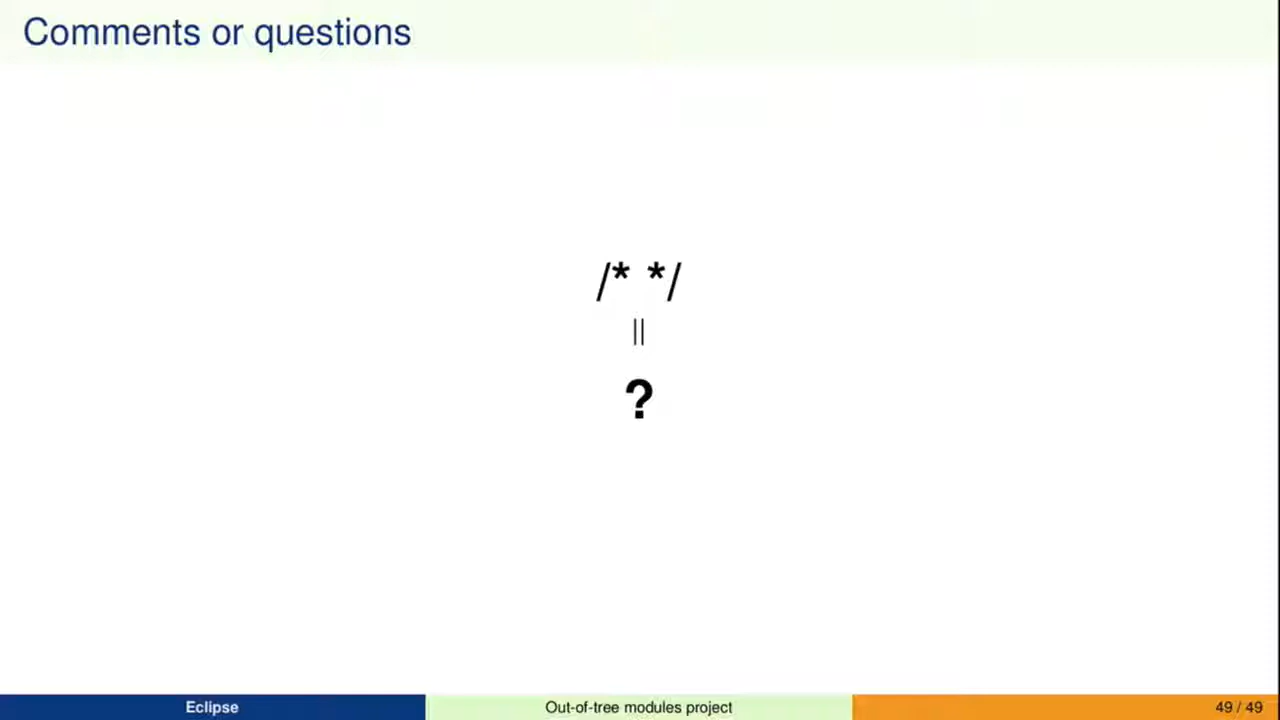 Comments or questions
/* */
||
?
Eclipse
Out-of-tree modules project
49 / 49